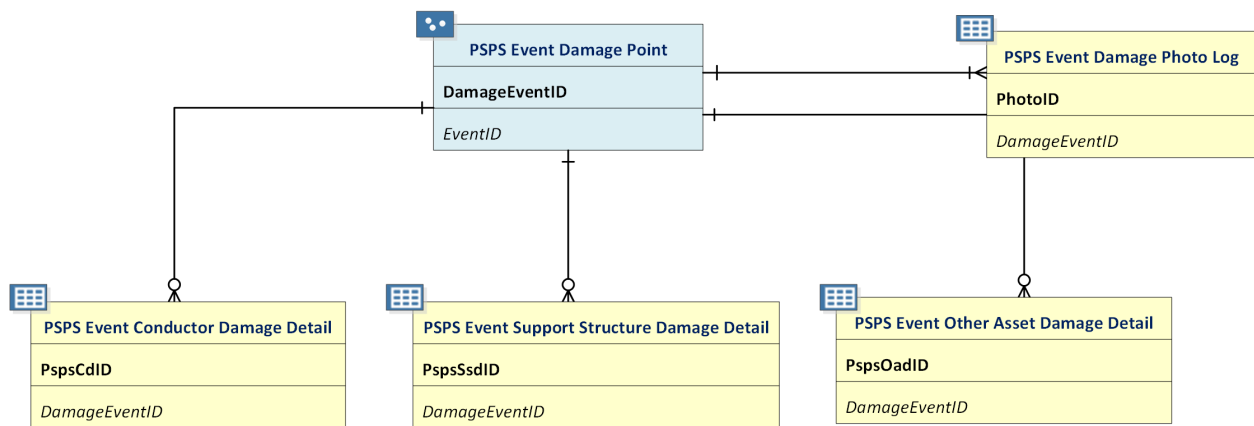 PSPS Event Damage Point
DamageEventID
EventID
PSPS Event Damage Photo Log
PhotoID
DamageEventID
PSPS Event Conductor Damage Detail
PspsCdID
DamageEventID
PSPS Event Support Structure Damage Detail
PspsSsdID
DamageEventID
PSPS Event Other Asset Damage Detail
PspsOadID
DamageEventID